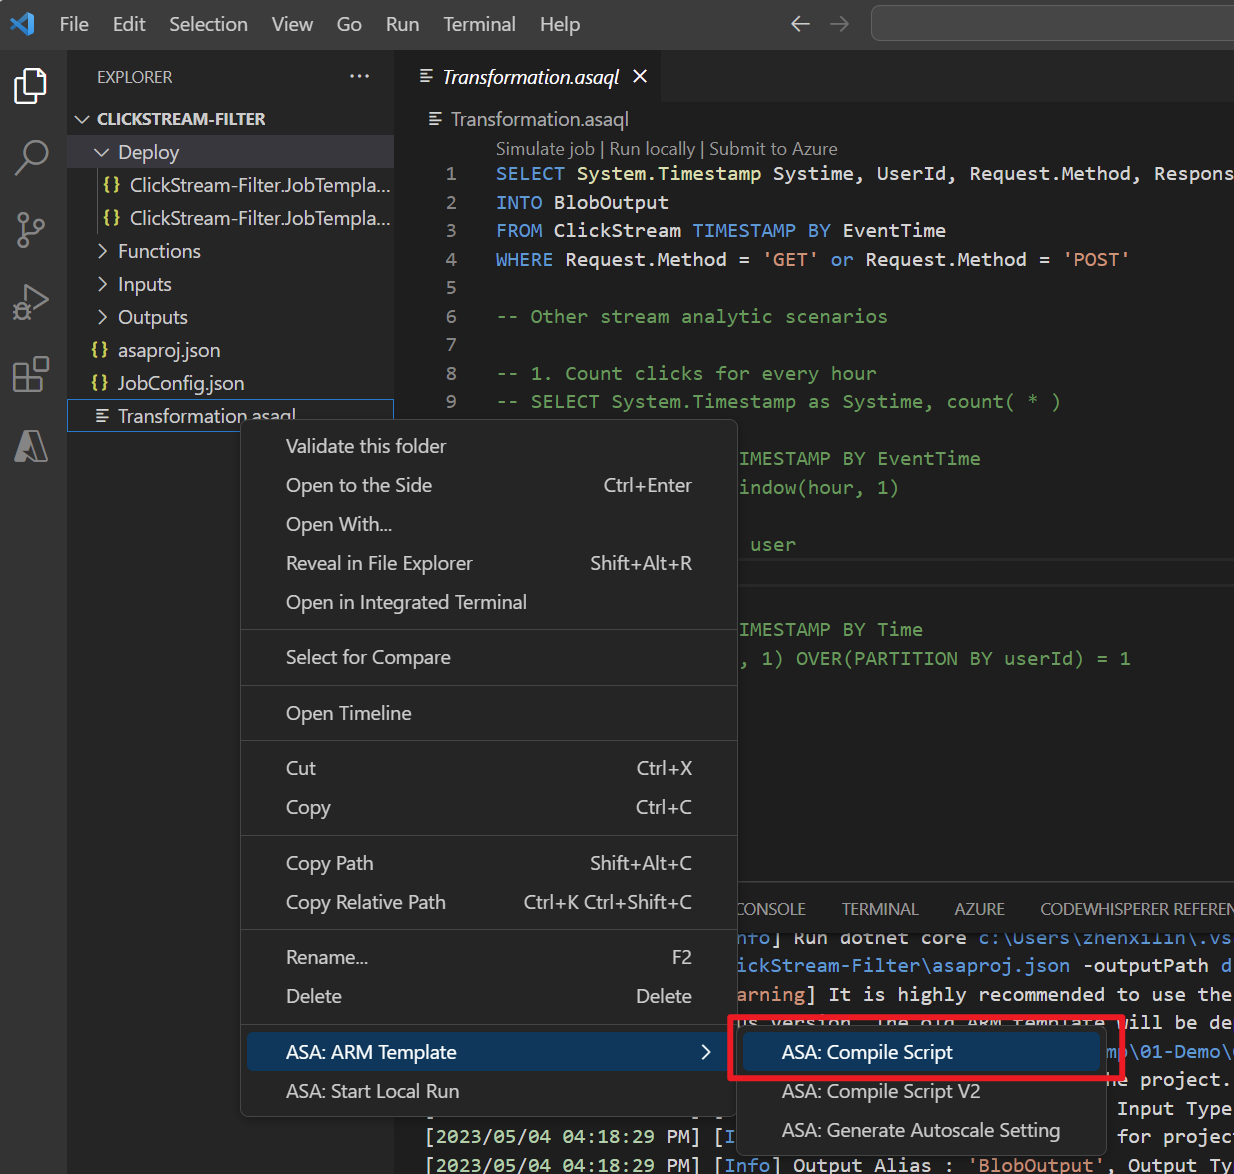 File Edit Selection View Go Run Terminal Help
EXPLORER
CLICKSTREAM-FILTER
Deploy
ClickStream-Filter.JobTempla...
ClickStream-Filter.JobTempla...
Functions
Inputs
Outputs
{} asaproj.json
{} JobConfig.json
Transformation.asaql
Transformation.asaql
Transformation.asaql
Simulate job | Run locally | Submit to Azure
1 SELECT System.Timestamp Systime, UserId, Request.Method, Respons
2 INTO BlobOutput
3 FROM ClickStream TIMESTAMP BY EventTime
4 WHERE Request.Method = 'GET' or Request.Method = 'POST'
5
6 -- Other stream analytic scenarios
7
8 -- 1. Count clicks for every hour
9 -- SELECT System.Timestamp as Systime, count( * )
IMESTAMP BY EventTime
indow(hour, 1)
user
IMESTAMP BY Time
, 1) OVER(PARTITION BY userId) = 1
Validate this folder
Open to the Side Ctrl+Enter
Open With...
Reveal in File Explorer Shift+Alt+R
Open in Integrated Terminal
Select for Compare
Open Timeline
Cut Ctrl+X
Copy Ctrl+C
Copy Path Shift+Alt+C
Copy Relative Path Ctrl+K Ctrl+Shift+C
Rename... F2
Delete Delete
ASA: ARM Template
ASA: Start Local Run
ASA: Compile Script
ASA: Compile Script V2
ASA: Generate Autoscale Setting
CONSOLE TERMINAL AZURE CODEWHISPERER REFEREN
nfo] Run dotnet core c:\Users\zhenxilin\.vs
ickStream-Filter\asaproj.json -outputPath d
arning] It is highly recommended to use the
us version. The old ARM template will be de
mp\01-Demo\
he project.
Input Type
[2023/05/04 04:18:29 PM] [I for projec
[2023/05/04 04:18:29 PM] [Info] Output Alias : 'BlobOutput', Output Ty